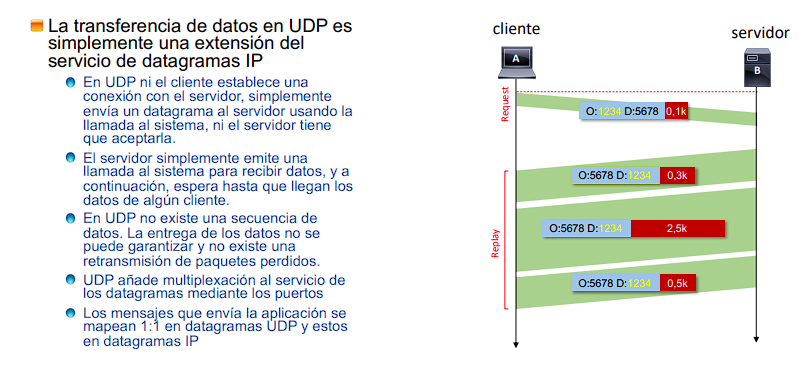 La transferencia de datos en UDP es
simplemente una extensión del
servicio de datagramas IP
En UDP ni el cliente establece una
conexión con el servidor, simplemente
envía un datagrama al servidor usando la
llamada al sistema, ni el servidor tiene
que aceptarla.
El servidor simplemente emite una
llamada al sistema para recibir datos, y a
continuación, espera hasta que llegan los
datos de algún cliente.
En UDP no existe una secuencia de
datos. La entrega de los datos no se
puede garantizar y no existe una
retransmisión de paquetes perdidos.
UDP añade multiplexación al servicio de
los datagramas mediante los puertos
Los mensajes que envía la aplicación se
mapean 1:1 en datagramas UDP y estos
en datagramas IP
cliente
servidor
A
B
Request
O:1234 D:5678 0,1k
Replay
O:5678 D:1234 0,3k
O:5678 D:1234 2,5k
O:5678 D:1234 0,5k